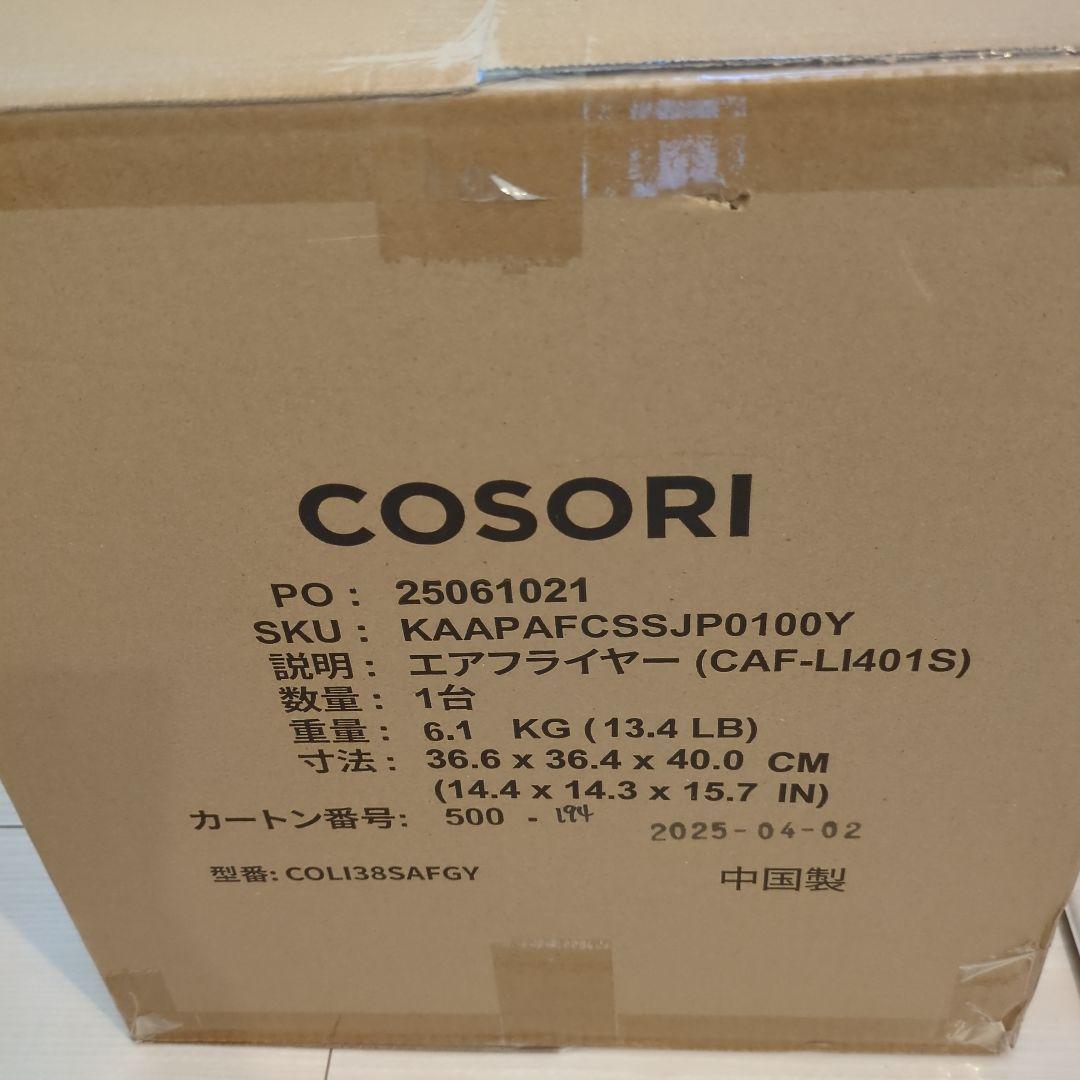 COSORI
PO : 25061021
SKU : KAAPAFCSSJP0100Y
説明 : エアフライヤー (CAF-LI401S)
数量 : 1台
重量 : 6.1 KG ( 13.4 LB)
寸法 : 36.6 x 36.4 x 40.0 CM
(14.4 x 14.3 x 15.7 IN)
カートン番号: 500 - 194
2025-04-02
型番: COLI38SAFGY
中国製